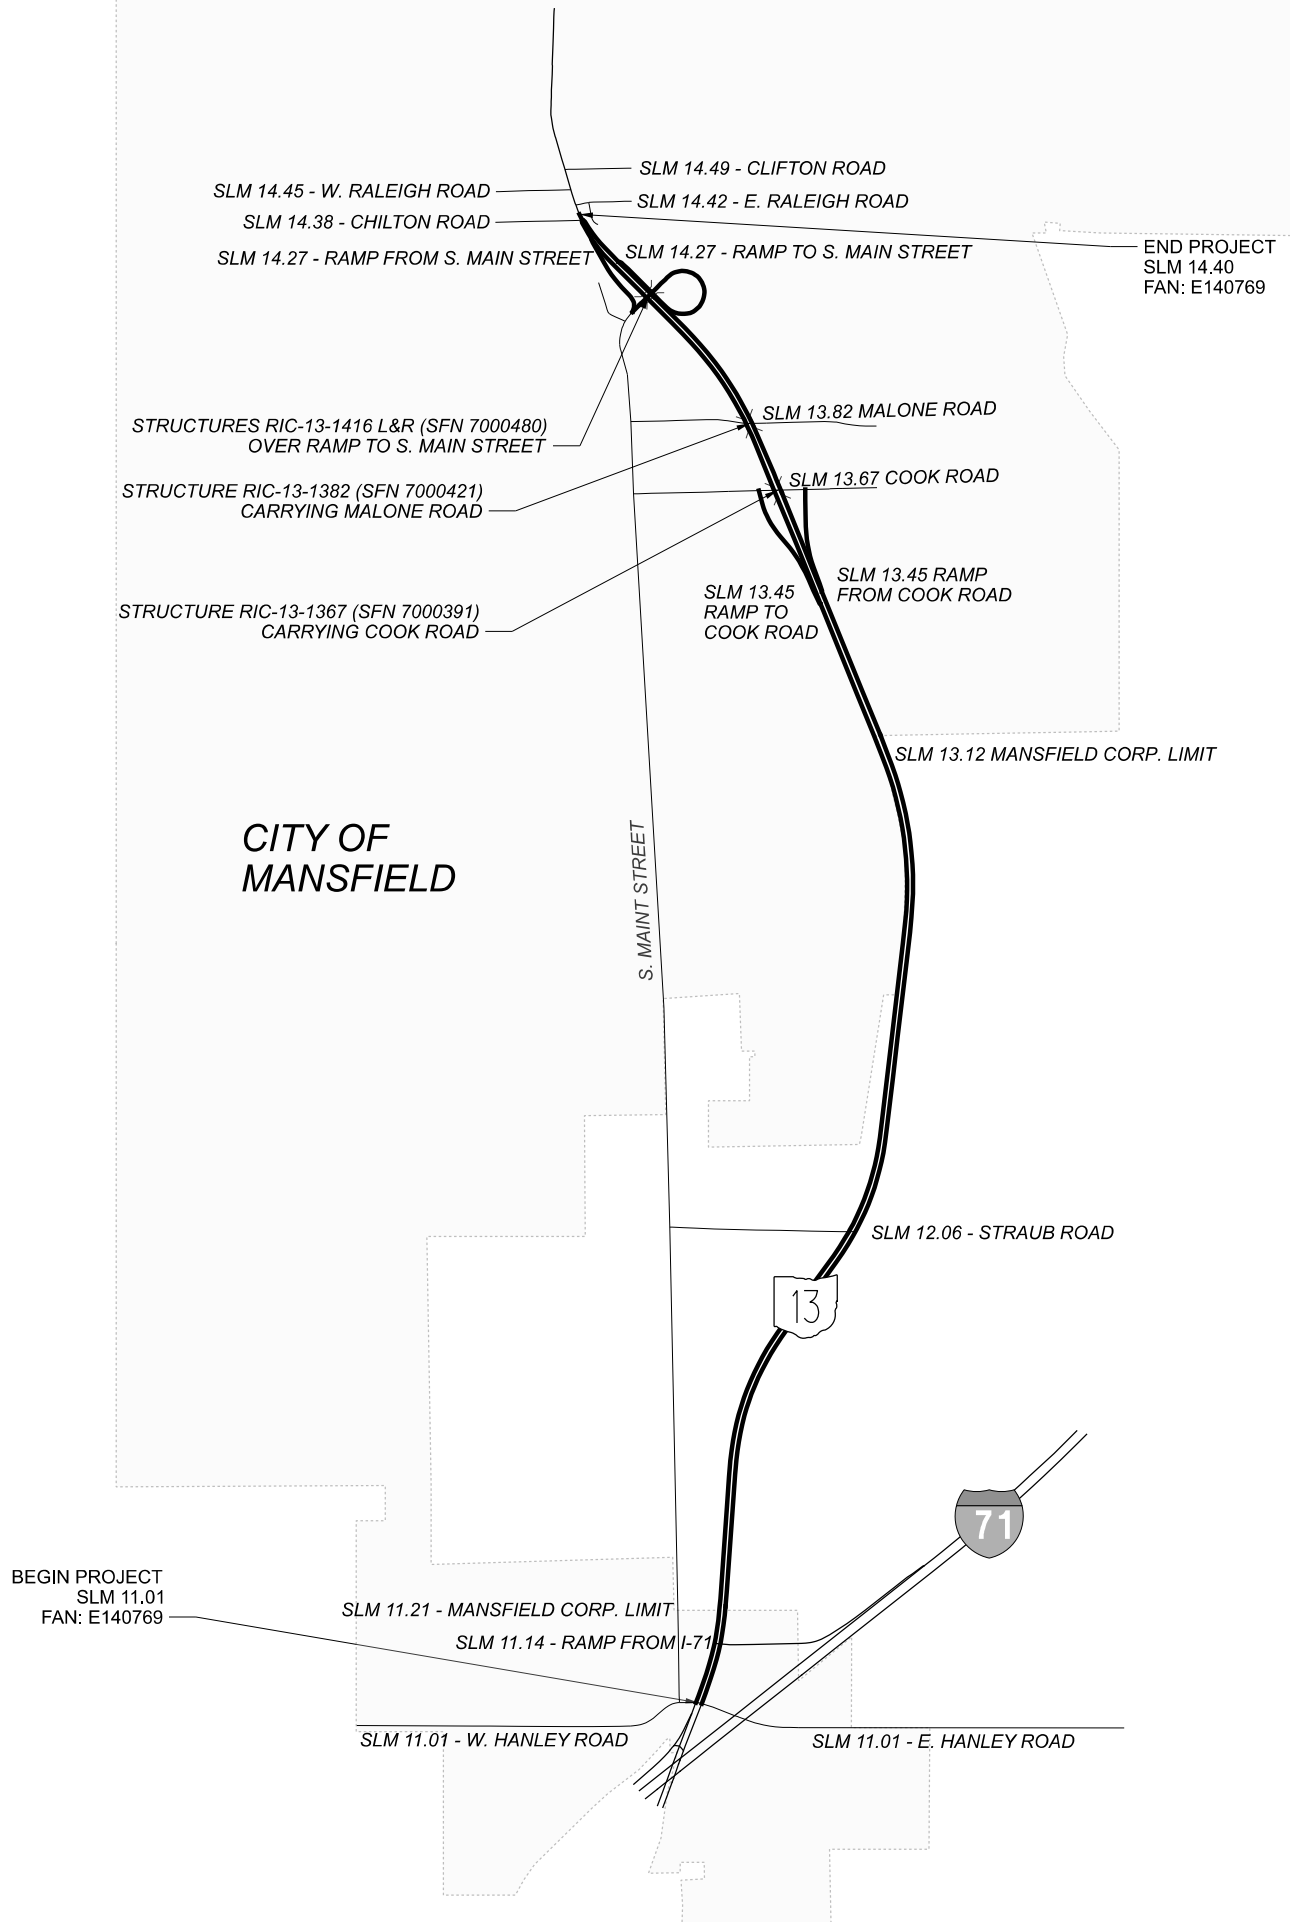 SLM 14.49 - CLIFTON ROAD
SLM 14.45 - W. RALEIGH ROAD
SLM 14.42 - E. RALEIGH ROAD
SLM 14.38 - CHILTON ROAD
SLM 14.27 - RAMP FROM S. MAIN STREET
SLM 14.27 - RAMP TO S. MAIN STREET
END PROJECT
SLM 14.40
FAN: E140769
STRUCTURES RIC-13-1416 L&R (SFN 7000480)
OVER RAMP TO S. MAIN STREET
SLM 13.82 MALONE ROAD
STRUCTURE RIC-13-1382 (SFN 7000421)
CARRYING MALONE ROAD
SLM 13.67 COOK ROAD
STRUCTURE RIC-13-1367 (SFN 7000391)
CARRYING COOK ROAD
SLM 13.45
RAMP TO
COOK ROAD
SLM 13.45 RAMP
FROM COOK ROAD
SLM 13.12 MANSFIELD CORP. LIMIT
CITY OF
MANSFIELD
S. MAINT STREET
SLM 12.06 - STRAUB ROAD
13
71
BEGIN PROJECT
SLM 11.01
FAN: E140769
SLM 11.21 - MANSFIELD CORP. LIMIT
SLM 11.14 - RAMP FROM I-71
SLM 11.01 - W. HANLEY ROAD
SLM 11.01 - E. HANLEY ROAD